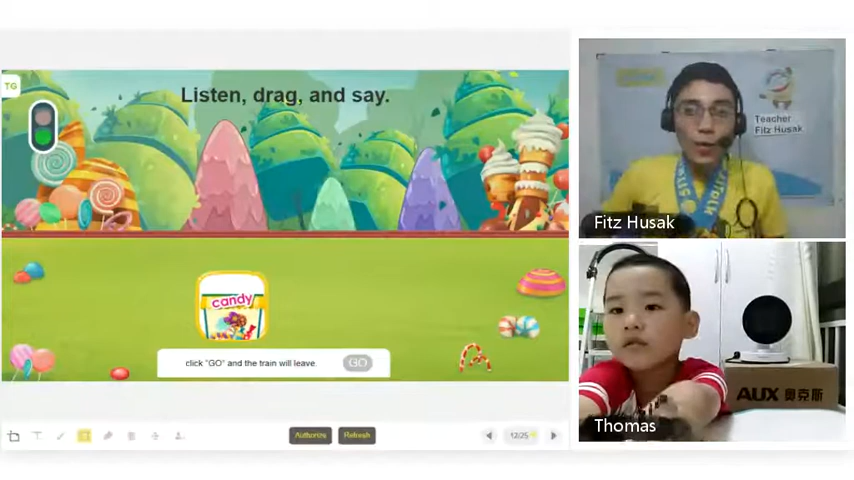 TG
Listen, drag, and say.
candy
click "GO" and the train will leave.
GO
Authorize
Refresh
12/25
Teacher
Fitz Husak
Fitz Husak
AUX 奥克斯
Thomas